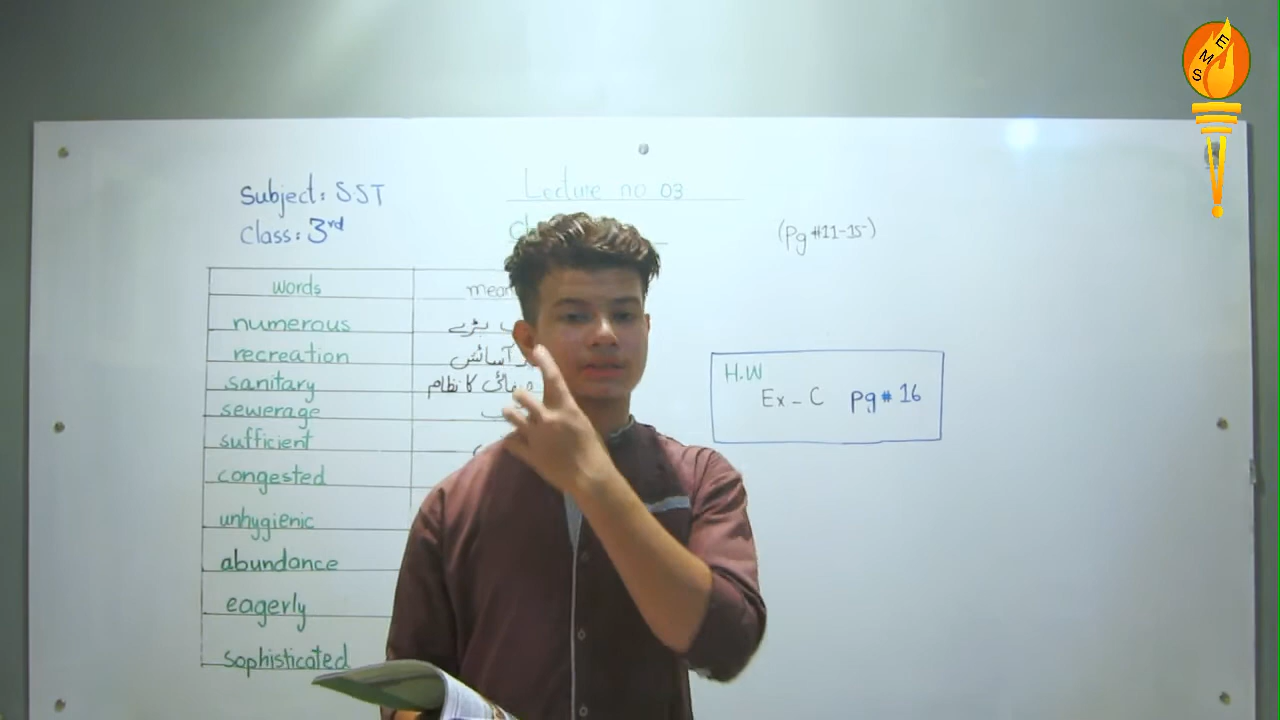 EMS
Subject: SST
Lecture no 03
Class: 3rd
(Pg #11-15)
words
numerous
recreation
آسائش
sanitary
کا نظام
sewerage
sufficient
congested
unhygienic
abundance
eagerly
sophisticated
H.W
Ex - C Pg # 16